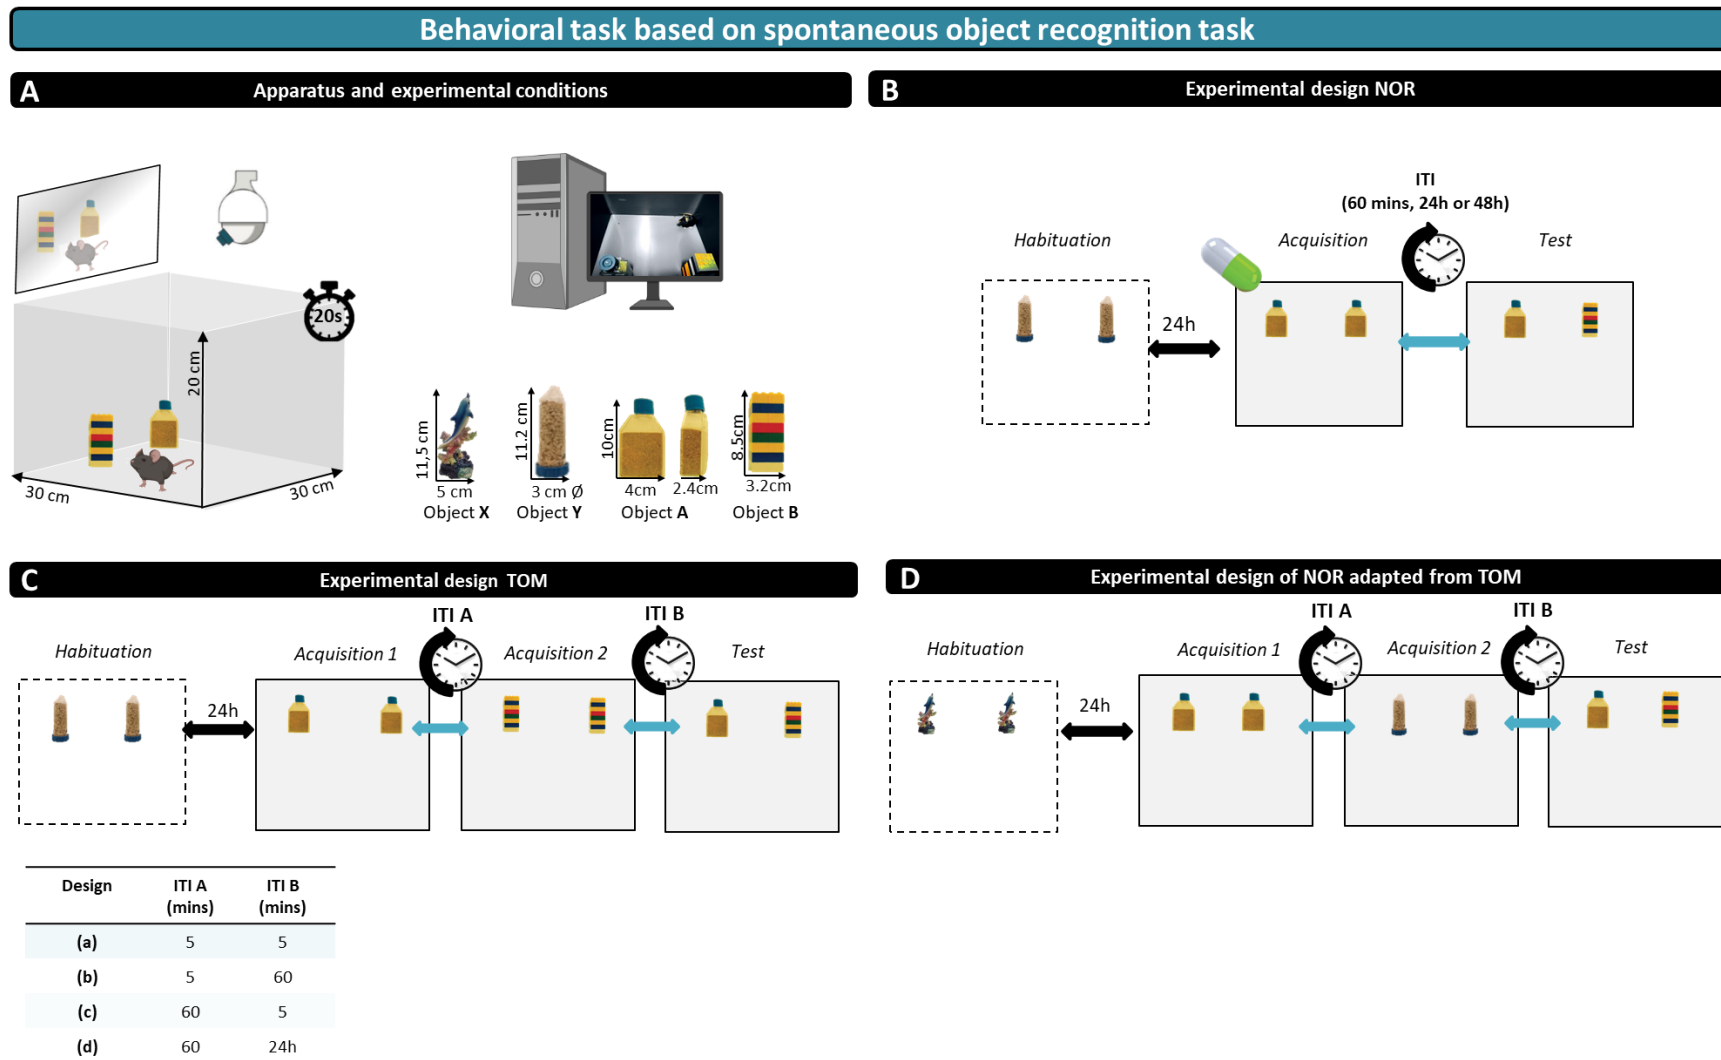 Behavioral task based on spontaneous object recognition task
A
Apparatus and experimental conditions
20s
20 cm
30 cm
30 cm
11,5 cm
5 cm
Object X
11.2 cm
3 cm Ø
Object Y
10cm
4cm
2.4cm
Object A
8.5cm
3.2cm
Object B
B
Experimental design NOR
ITI
(60 mins, 24h or 48h)
Habituation
Acquisition
Test
24h
C
Experimental design TOM
ITI A
ITI B
Habituation
Acquisition 1
Acquisition 2
Test
24h
Design
ITI A
(mins)
ITI B
(mins)
(a) 5 5
(b) 5 60
(c) 60 5
(d) 60 24h
D
Experimental design of NOR adapted from TOM
ITI A
ITI B
Habituation
Acquisition 1
Acquisition 2
Test
24h